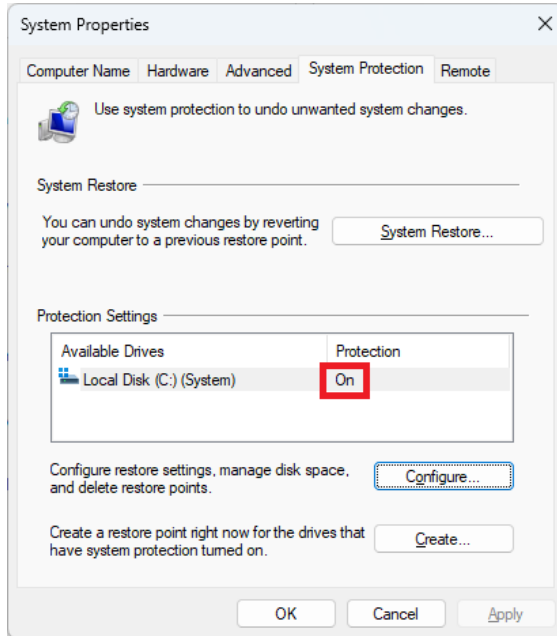 System Properties
Computer Name Hardware Advanced System Protection Remote
Use system protection to undo unwanted system changes.
System Restore
You can undo system changes by reverting
your computer to a previous restore point.
System Restore...
Protection Settings
Available Drives Protection
Local Disk (C:) (System) On
Configure restore settings, manage disk space,
and delete restore points.
Configure...
Create a restore point right now for the drives that
have system protection turned on.
Create...
OK Cancel Apply